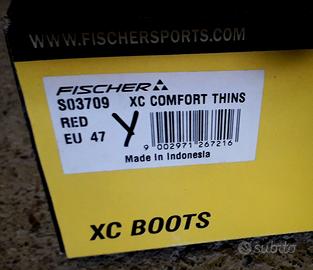 WWW.FISCHERSPORTS.COM
FISCHER
S03709 XC COMFORT THINS
RED
EU 47 Y
9 002971 267216
Made in Indonesia
XC BOOTS
subito